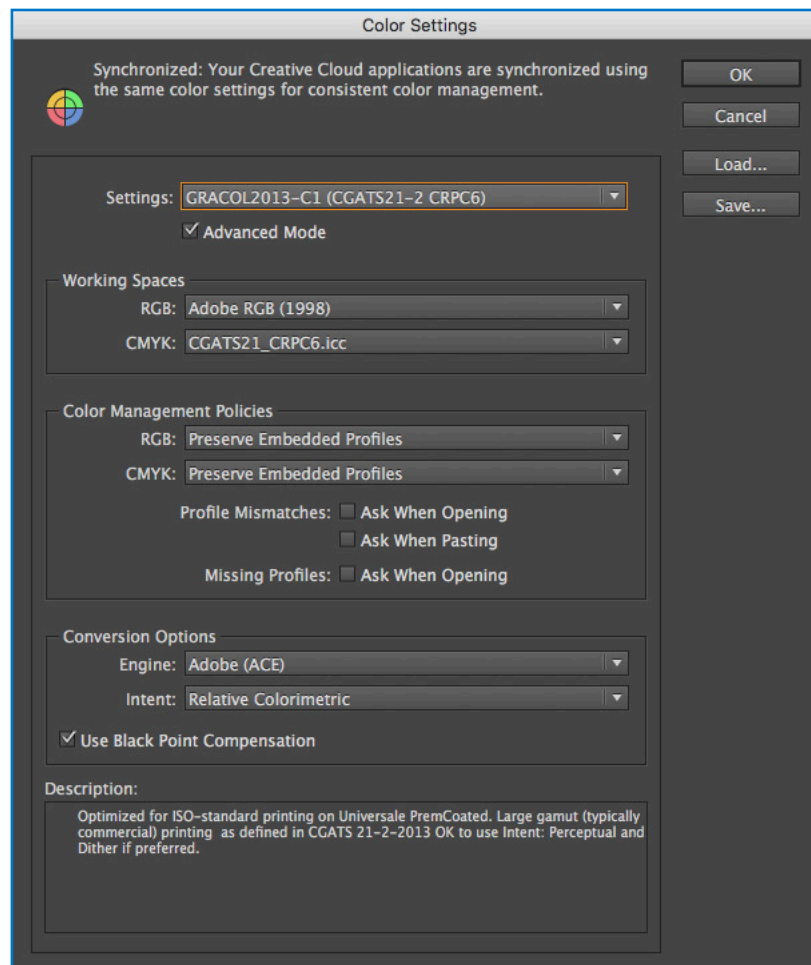 Color Settings
Synchronized: Your Creative Cloud applications are synchronized using
the same color settings for consistent color management.
OK
Cancel
Load...
Save...
Settings: GRACOL2013-C1 (CGATS21-2 CRPC6)
Advanced Mode
Working Spaces
RGB: Adobe RGB (1998)
CMYK: CGATS21_CRPC6.icc
Color Management Policies
RGB: Preserve Embedded Profiles
CMYK: Preserve Embedded Profiles
Profile Mismatches: Ask When Opening
Ask When Pasting
Missing Profiles: Ask When Opening
Conversion Options
Engine: Adobe (ACE)
Intent: Relative Colorimetric
Use Black Point Compensation
Description:
Optimized for ISO-standard printing on Universale PremCoated. Large gamut (typically
commercial) printing as defined in CGATS 21-2-2013 OK to use Intent: Perceptual and
Dither if preferred.